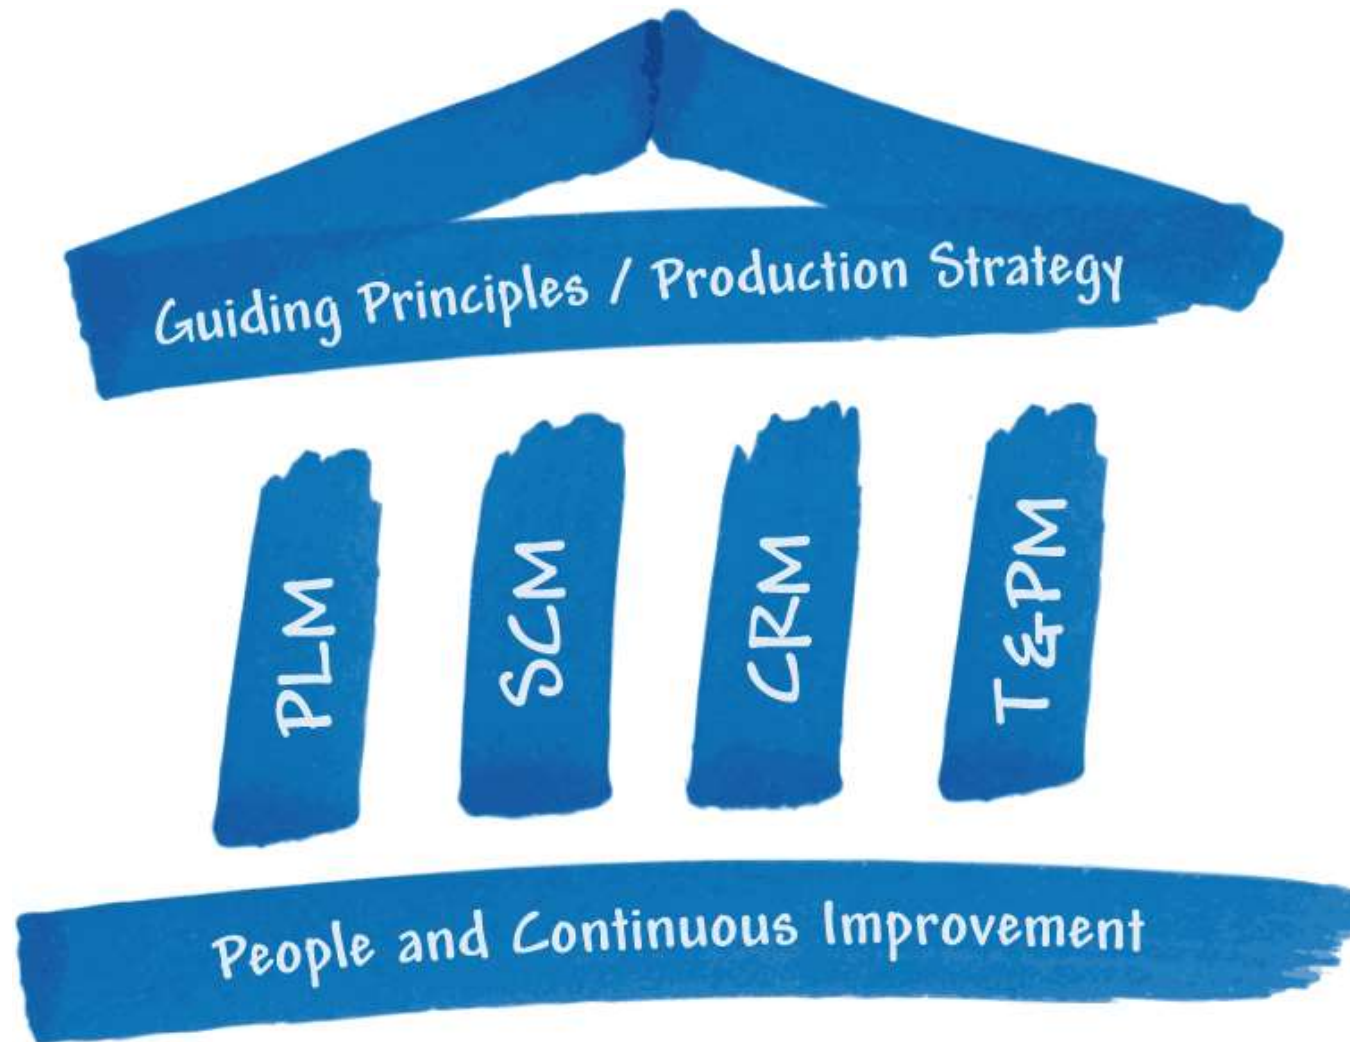 Guiding Principles / Production Strategy
PLM
SCM
CRM
T&PM
People and Continuous Improvement